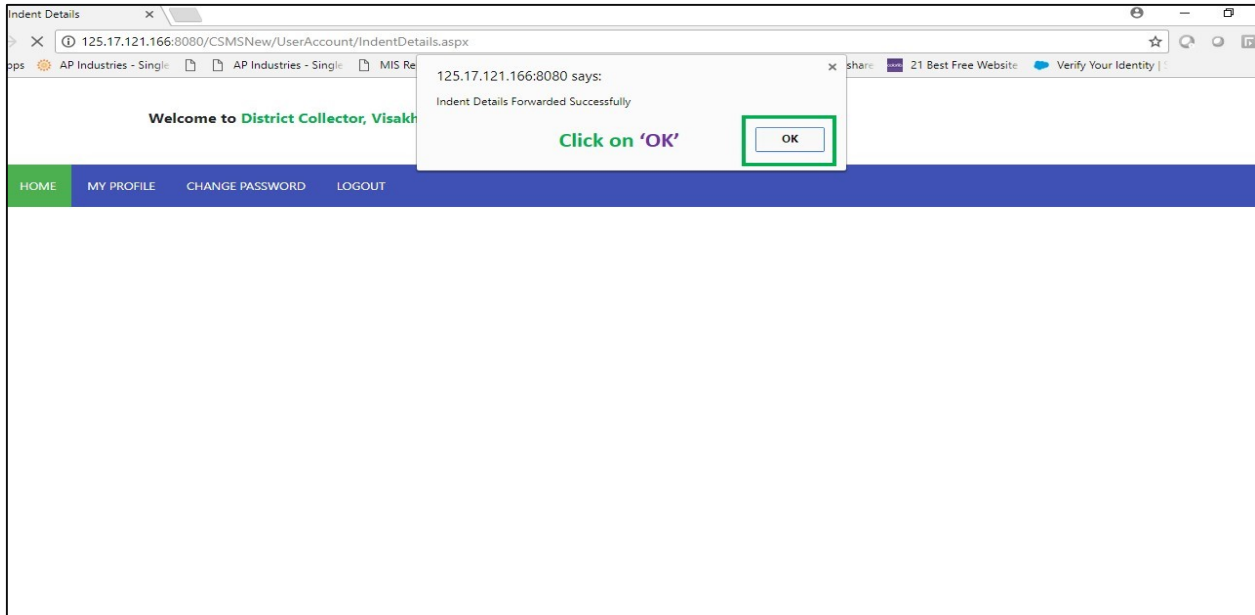 Indent Details
125.17.121.166:8080/CSMSNew/UserAccount/IndentDetails.aspx
AP Industries - Single AP Industries - Single MIS Re share 21 Best Free Website Verify Your Identity |
125.17.121.166:8080 says:
Indent Details Forwarded Successfully
Welcome to District Collector, Visakh
Click on ‘OK’ OK
HOME MY PROFILE CHANGE PASSWORD LOGOUT